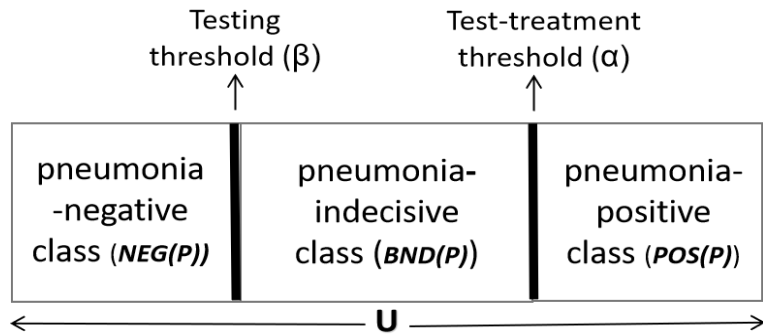 Testing
threshold (β)
Test-treatment
threshold (α)
pneumonia
-negative
class (NEG(P))
pneumonia-
indecisive
class (BND(P))
pneumonia-
positive
class (POS(P))
U